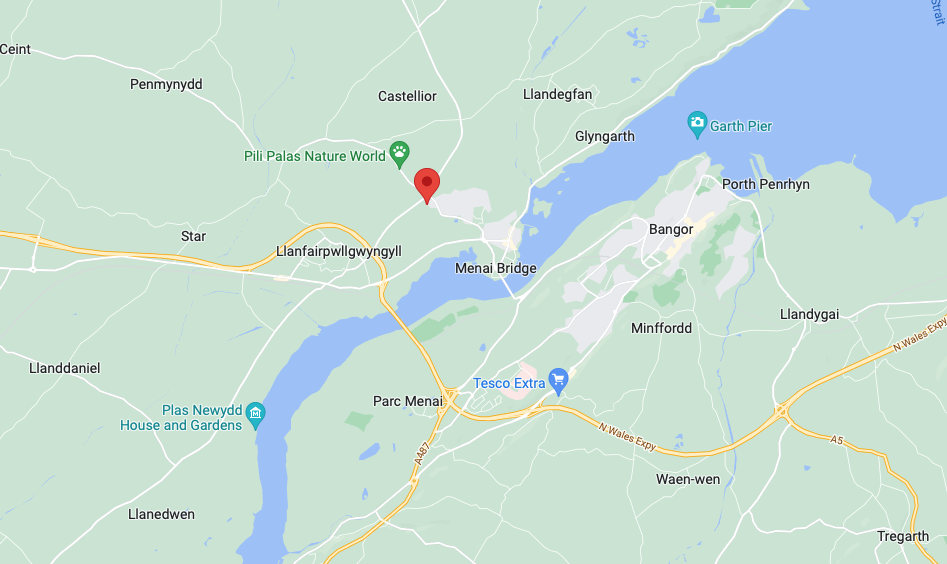 Strait
Ceint
Penmynydd
Castellior
Llandegfan
Garth Pier
Glyngarth
Pili Palas Nature World
Porth Penrhyn
Star
Bangor
Llanfairpwllgwyngyll
Menai Bridge
Llandygai
Minffordd
N Wales Expy
Llanddaniel
Tesco Extra
Parc Menai
Plas Newydd
House and Gardens
N Wales Expy
A5
A487
Waen-wen
Llanedwen
Tregarth